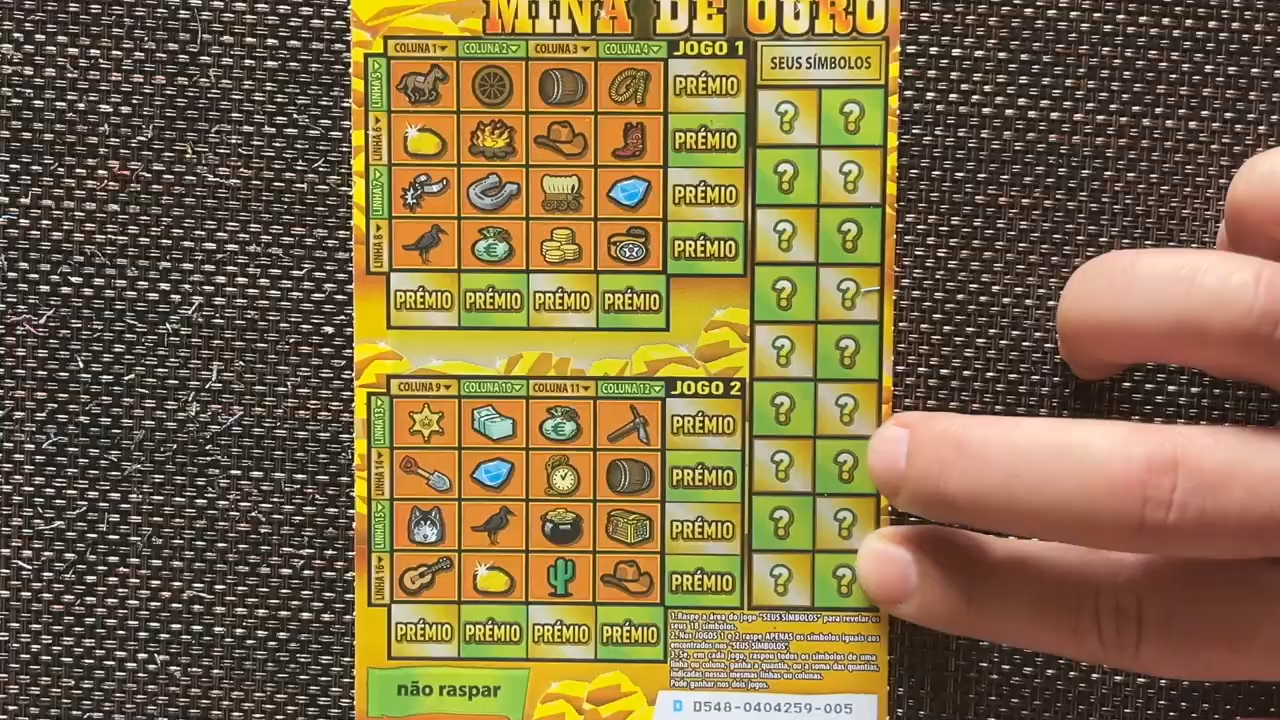 MINA DE OURO
COLUNA 1 COLUNA 2 COLUNA 3 COLUNA 4 JOGO 1
SEUS SÍMBOLOS
LINHA 5 PRÉMIO
LINHA 6 PRÉMIO
LINHA 7 PRÉMIO
LINHA 8 PRÉMIO
PRÉMIO PRÉMIO PRÉMIO PRÉMIO
? ?
? ?
? ?
? ?
? ?
? ?
? ?
? ?
? ?
COLUNA 9 COLUNA 10 COLUNA 11 COLUNA 12 JOGO 2
LINHA 13 PRÉMIO
LINHA 14 PRÉMIO
LINHA 15 PRÉMIO
LINHA 16 PRÉMIO
PRÉMIO PRÉMIO PRÉMIO PRÉMIO
1.Raspe a área do jogo "SEUS SÍMBOLOS" para revelar os
seus 18 símbolos.
2.Nos JOGOS 1 e 2 raspe APENAS os símbolos iguais aos
encontrados nos "SEUS SÍMBOLOS".
3.Se, em cada jogo, raspou todos os símbolos de uma
linha ou coluna, ganha a quantia, ou a soma das quantias,
indicadas nessas mesmas linhas ou colunas.
Pode ganhar nos dois jogos.
não raspar
D D548-0404259-005